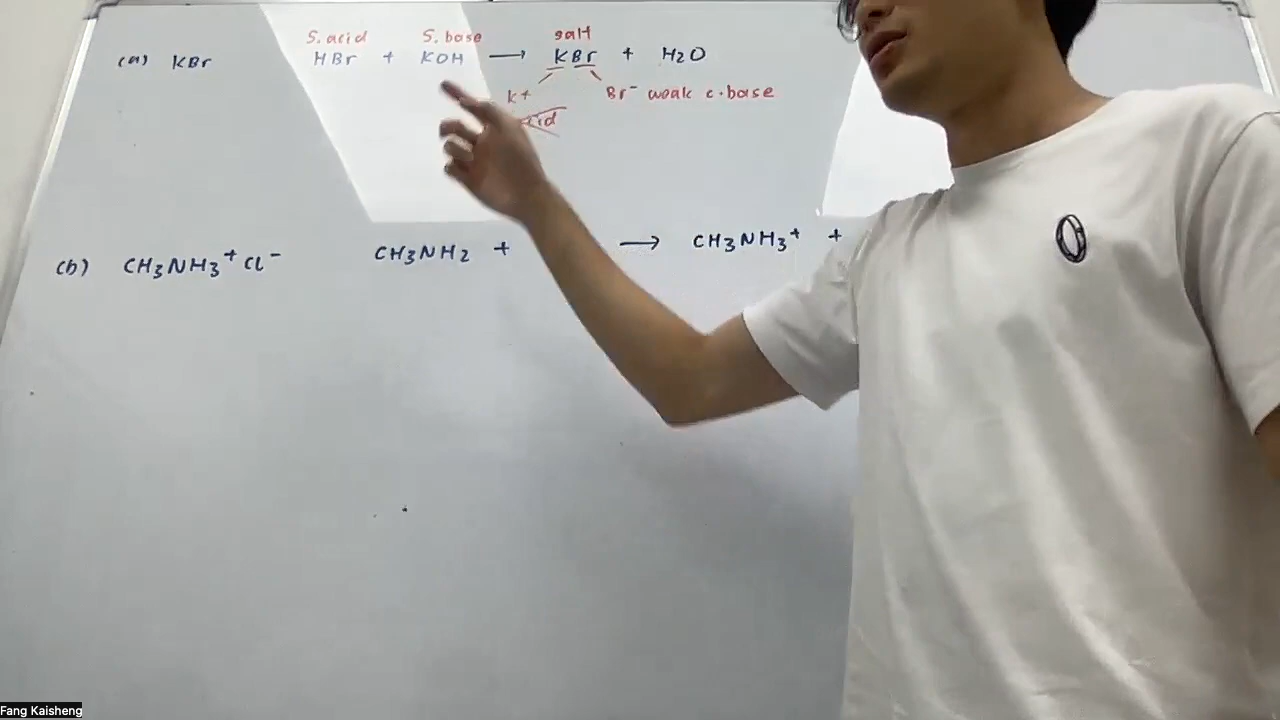 S. acid S. base salt
(a) KBr HBr + KOH → KBr + H2O
K+ Br⁻ weak c.base
(b) CH3NH3⁺Cl⁻ CH3NH2 + → CH3NH3⁺ +
Fang Kaisheng